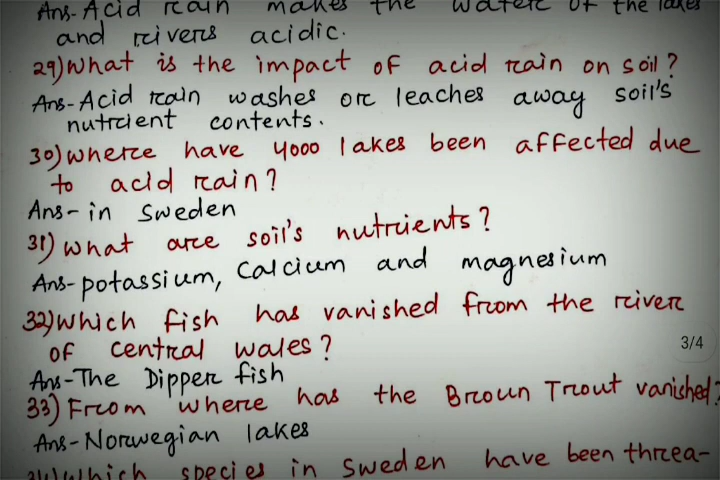 Ans-Acid rain makes the water of the lakes
and rivers acidic.
29) What is the impact of acid rain on soil?
Ans-Acid rain washes or leaches away soil's
nutrient contents.
30) where have 4000 lakes been affected due
to acid rain?
Ans- in Sweden
31) what are soil's nutrients?
Ans-potassium, Calcium and magnesium
32) which fish has vanished from the river
of central wales?
3/4
Ans-The Dipper fish
33) From where has the Broun Trout vanished?
Ans-Norwegian lakes
34) which species in Sweden have been threa-